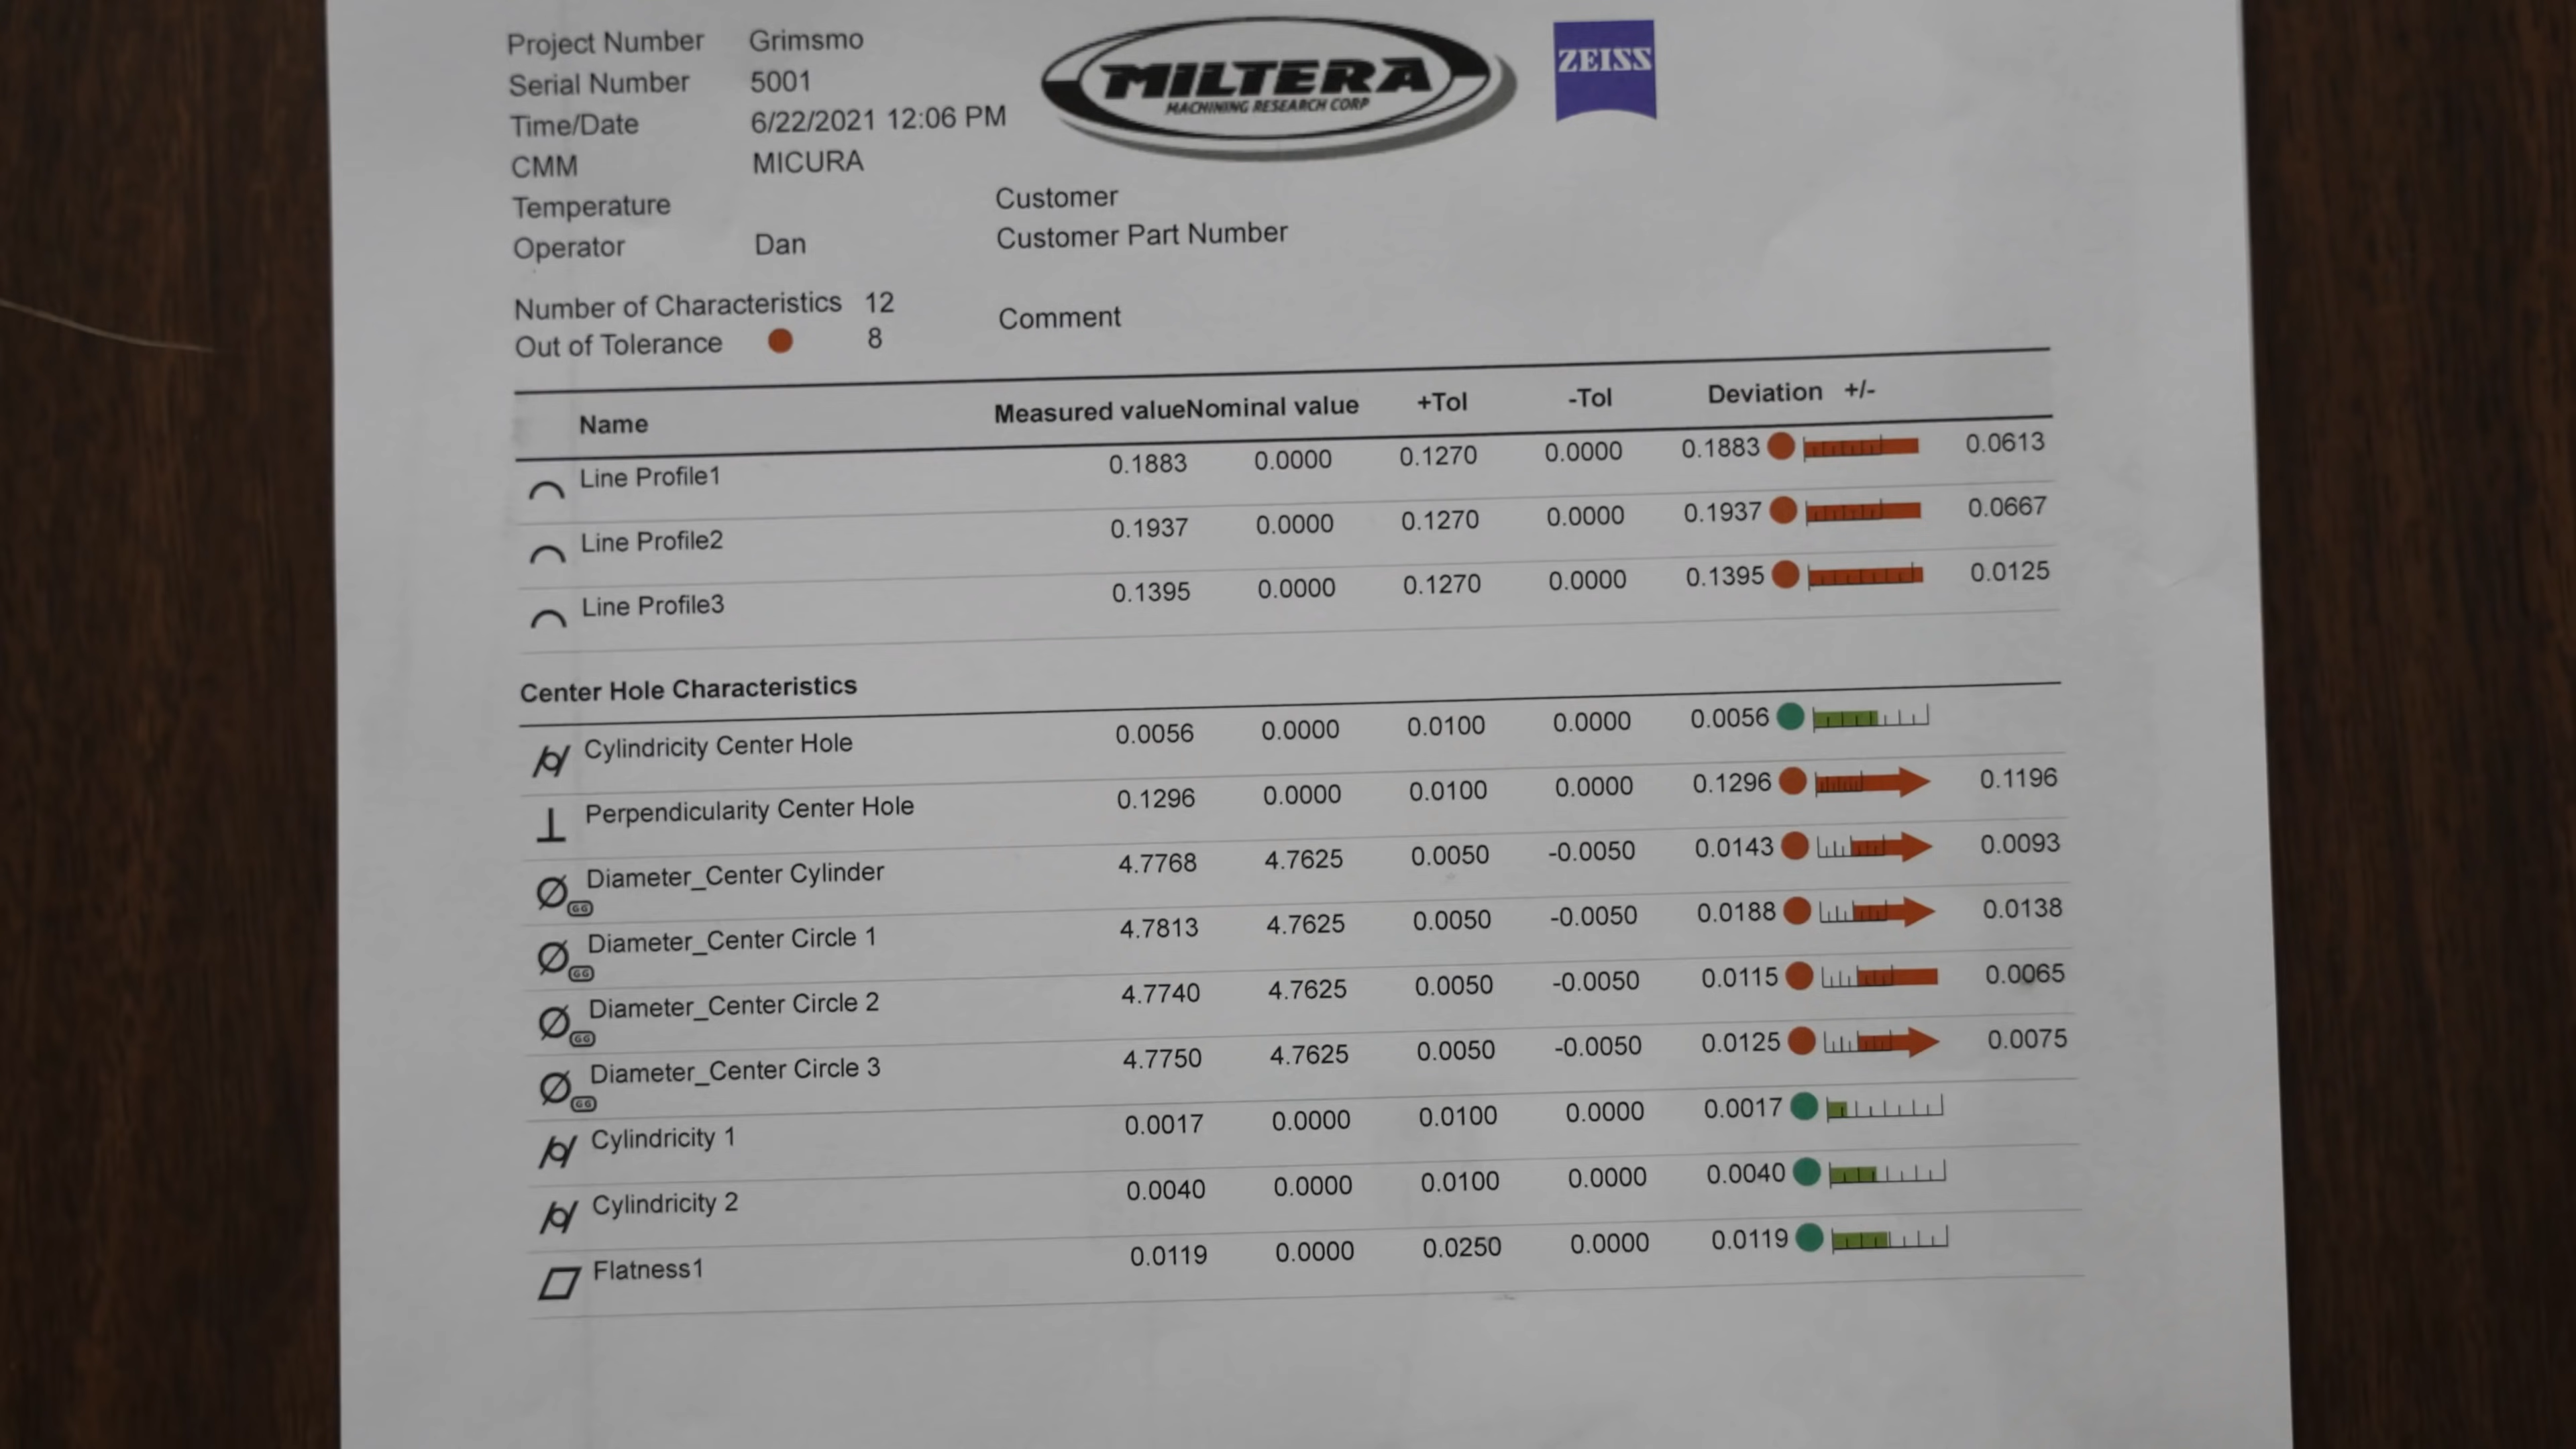 Project Number Grimsmo
Serial Number 5001
Time/Date 6/22/2021 12:06 PM
CMM MICURA
Temperature
Operator Dan
MILTERA
MACHINING RESEARCH CORP
ZEISS
Customer
Customer Part Number
Number of Characteristics 12
Out of Tolerance 8
Comment
Name Measured valueNominal value +Tol -Tol Deviation +/-
Line Profile1 0.1883 0.0000 0.1270 0.0000 0.1883 0.0613
Line Profile2 0.1937 0.0000 0.1270 0.0000 0.1937 0.0667
Line Profile3 0.1395 0.0000 0.1270 0.0000 0.1395 0.0125
Center Hole Characteristics
Cylindricity Center Hole 0.0056 0.0000 0.0100 0.0000 0.0056
Perpendicularity Center Hole 0.1296 0.0000 0.0100 0.0000 0.1296 0.1196
Diameter_Center Cylinder 4.7768 4.7625 0.0050 -0.0050 0.0143 0.0093
GG
Diameter_Center Circle 1 4.7813 4.7625 0.0050 -0.0050 0.0188 0.0138
GG
Diameter_Center Circle 2 4.7740 4.7625 0.0050 -0.0050 0.0115 0.0065
GG
Diameter_Center Circle 3 4.7750 4.7625 0.0050 -0.0050 0.0125 0.0075
GG
Cylindricity 1 0.0017 0.0000 0.0100 0.0000 0.0017
Cylindricity 2 0.0040 0.0000 0.0100 0.0000 0.0040
Flatness1 0.0119 0.0000 0.0250 0.0000 0.0119